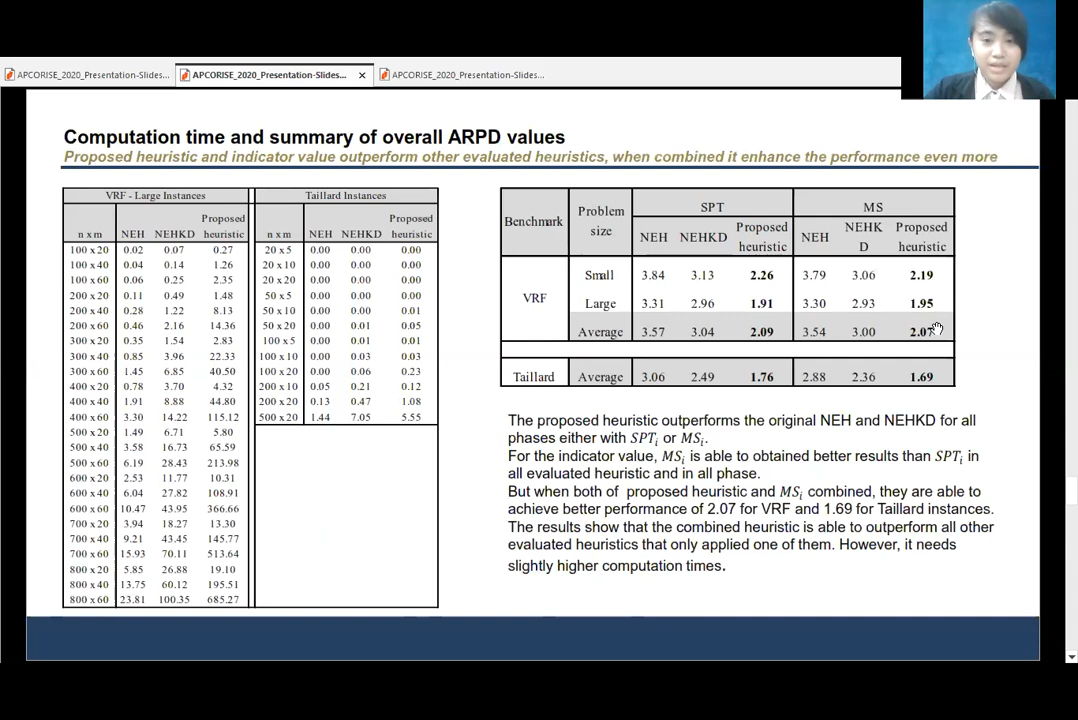 APCORISE_2020_Presentation-Slides... APCORISE_2020_Presentation-Slides... APCORISE_2020_Presentation-Slides...
Computation time and summary of overall ARPD values
Proposed heuristic and indicator value outperform other evaluated heuristics, when combined it enhance the performance even more
VRF - Large Instances
n x m NEH NEHKD Proposed heuristic
100 x 20 0.02 0.07 0.27
100 x 40 0.04 0.14 1.26
100 x 60 0.06 0.25 2.35
200 x 20 0.11 0.49 1.48
200 x 40 0.28 1.22 8.13
200 x 60 0.46 2.16 14.36
300 x 20 0.35 1.54 2.83
300 x 40 0.85 3.96 22.33
300 x 60 1.45 6.85 40.50
400 x 20 0.78 3.70 4.32
400 x 40 1.91 8.88 44.80
400 x 60 3.30 14.22 115.12
500 x 20 1.49 6.71 5.80
500 x 40 3.58 16.73 65.59
500 x 60 6.19 28.43 213.98
600 x 20 2.53 11.77 10.31
600 x 40 6.04 27.82 108.91
600 x 60 10.47 43.95 366.66
700 x 20 3.94 18.27 13.30
700 x 40 9.21 43.45 145.77
700 x 60 15.93 70.11 513.64
800 x 20 5.85 26.88 19.10
800 x 40 13.75 60.12 195.51
800 x 60 23.81 100.35 685.27
Taillard Instances
n x m NEH NEHKD Proposed heuristic
20 x 5 0.00 0.00 0.00
20 x 10 0.00 0.00 0.00
20 x 20 0.00 0.00 0.00
50 x 5 0.00 0.00 0.00
50 x 10 0.00 0.00 0.01
50 x 20 0.00 0.01 0.05
100 x 5 0.00 0.01 0.01
100 x 10 0.00 0.03 0.03
100 x 20 0.00 0.06 0.23
200 x 10 0.05 0.21 0.12
200 x 20 0.13 0.47 1.08
500 x 20 1.44 7.05 5.55
Benchmark Problem size SPT MS
NEH NEHKD Proposed heuristic NEH NEHK D Proposed heuristic
VRF
Small 3.84 3.13 2.26 3.79 3.06 2.19
Large 3.31 2.96 1.91 3.30 2.93 1.95
Average 3.57 3.04 2.09 3.54 3.00 2.07
Taillard Average 3.06 2.49 1.76 2.88 2.36 1.69
The proposed heuristic outperforms the original NEH and NEHKD for all
phases either with SPTi or MSi.
For the indicator value, MSi is able to obtained better results than SPTi in
all evaluated heuristic and in all phase.
But when both of proposed heuristic and MSi combined, they are able to
achieve better performance of 2.07 for VRF and 1.69 for Taillard instances.
The results show that the combined heuristic is able to outperform all other
evaluated heuristics that only applied one of them. However, it needs
slightly higher computation times.